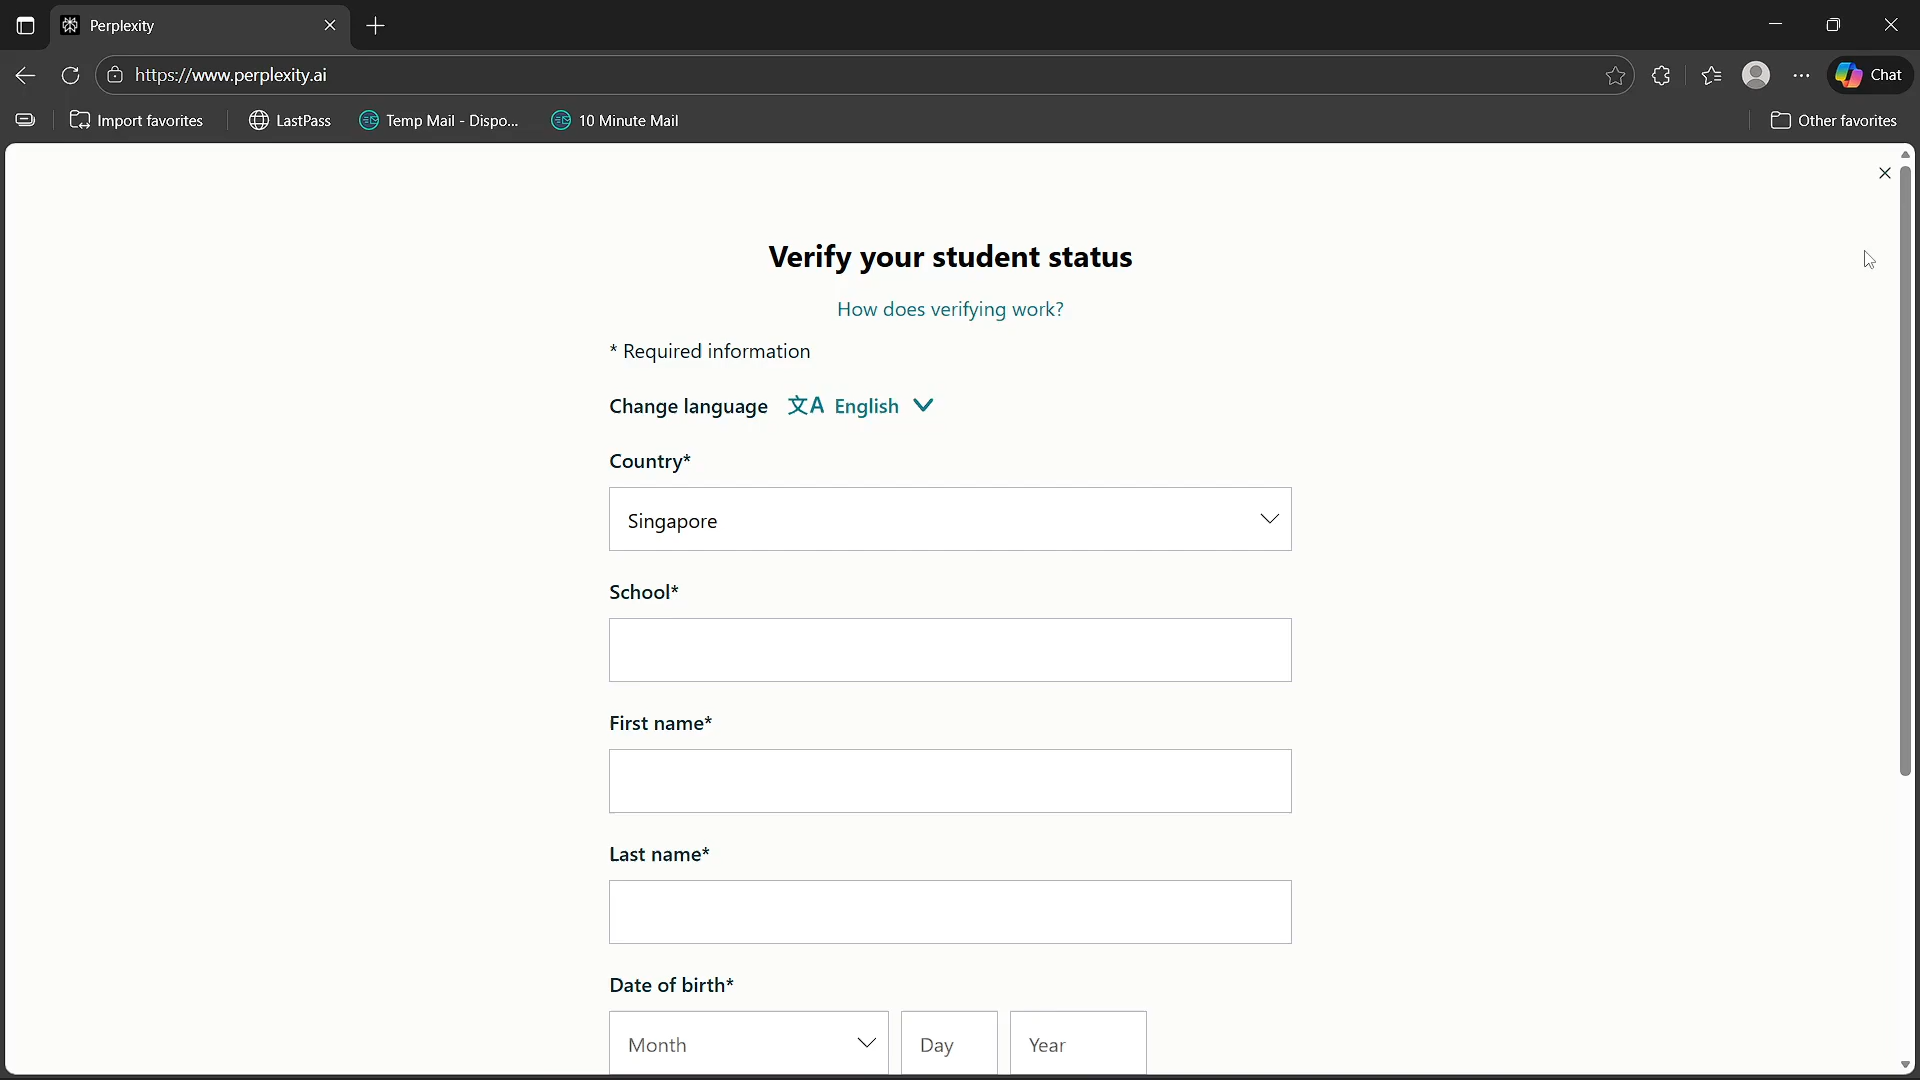 Perplexity
https://www.perplexity.ai
Chat
Import favorites
LastPass
Temp Mail - Dispo...
10 Minute Mail
Other favorites
Verify your student status
How does verifying work?
* Required information
Change language 文A English
Country*
Singapore
School*
First name*
Last name*
Date of birth*
Month
Day
Year